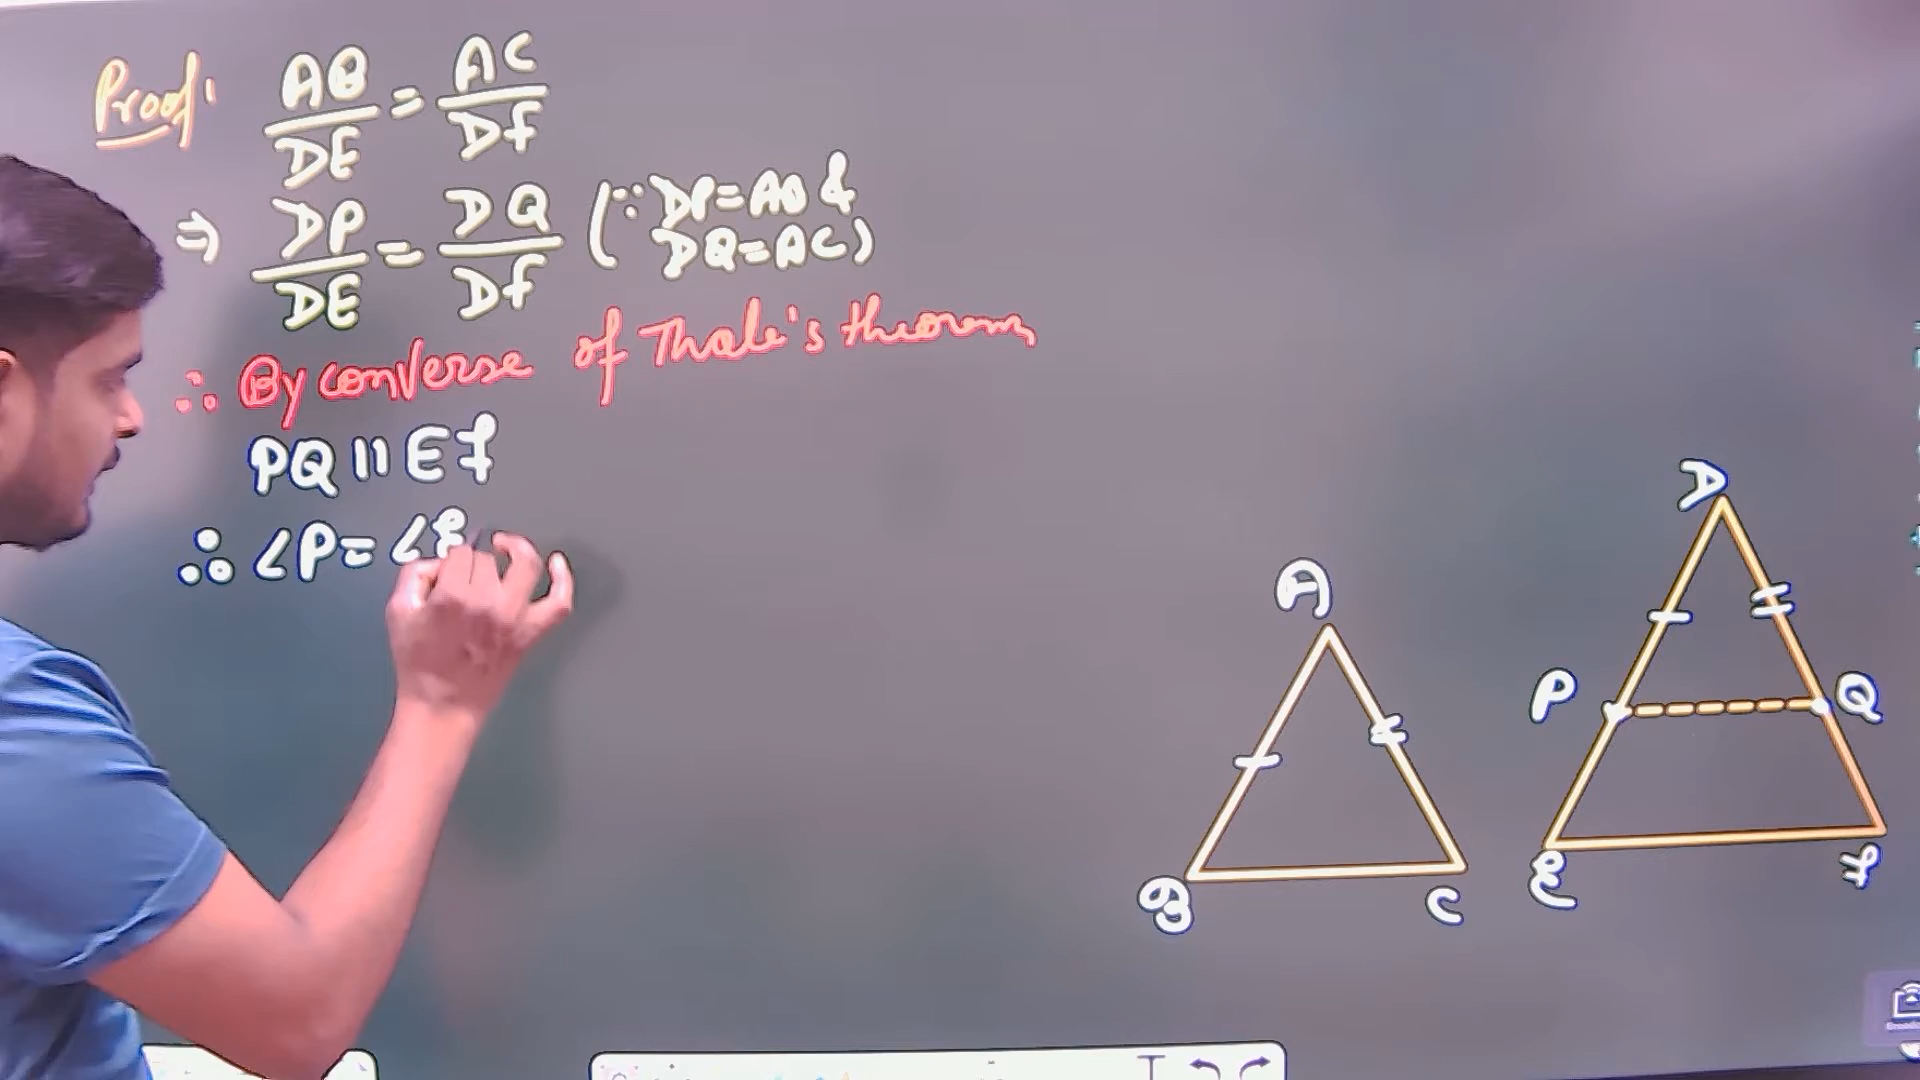 Proof: AB/DE = AC/Df
⇒ DP/DE = DQ/Df (∵ DP=AB &
DQ=AC)
∴ By converse of Thale's theorem
PQ || Ef
∴ ∠P = ∠E
A
B
C
D
P
Q
E
f